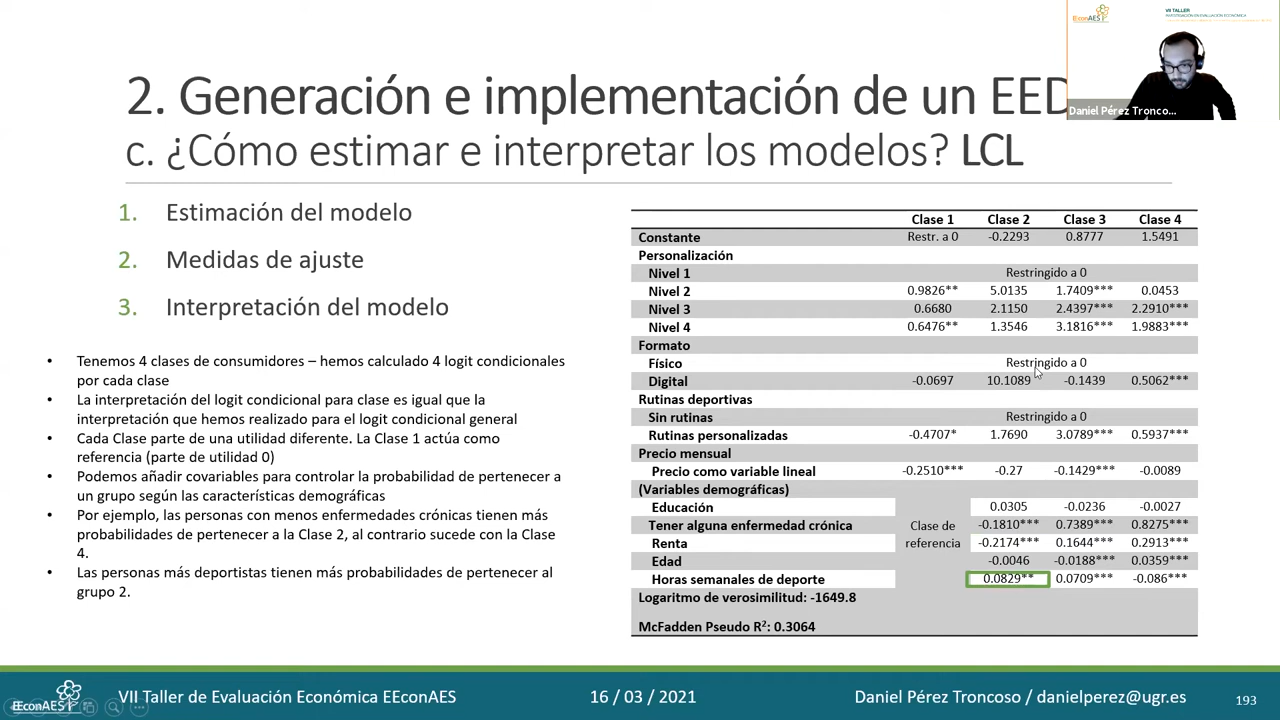 EEconAES
VII TALLER
INVESTIGACIÓN EN EVALUACIÓN ECONÓMICA
Daniel Pérez Tronco...
2. Generación e implementación de un EED
c. ¿Cómo estimar e interpretar los modelos? LCL
1. Estimación del modelo
2. Medidas de ajuste
3. Interpretación del modelo
• Tenemos 4 clases de consumidores – hemos calculado 4 logit condicionales
por cada clase
• La interpretación del logit condicional para clase es igual que la
interpretación que hemos realizado para el logit condicional general
• Cada Clase parte de una utilidad diferente. La Clase 1 actúa como
referencia (parte de utilidad 0)
• Podemos añadir covariables para controlar la probabilidad de pertenecer a
un grupo según las características demográficas
• Por ejemplo, las personas con menos enfermedades crónicas tienen más
probabilidades de pertenecer a la Clase 2, al contrario sucede con la Clase
4.
• Las personas más deportistas tienen más probabilidades de pertenecer al
grupo 2.
Clase 1 Clase 2 Clase 3 Clase 4
Constante Restr. a 0 -0.2293 0.8777 1.5491
Personalización
Nivel 1 Restringido a 0
Nivel 2 0.9826** 5.0135 1.7409*** 0.0453
Nivel 3 0.6680 2.1150 2.4397*** 2.2910***
Nivel 4 0.6476** 1.3546 3.1816*** 1.9883***
Formato
Físico Restringido a 0
Digital -0.0697 10.1089 -0.1439 0.5062***
Rutinas deportivas
Sin rutinas Restringido a 0
Rutinas personalizadas -0.4707* 1.7690 3.0789*** 0.5937***
Precio mensual
Precio como variable lineal -0.2510*** -0.27 -0.1429*** -0.0089
(Variables demográficas)
Educación 0.0305 -0.0236 -0.0027
Tener alguna enfermedad crónica Clase de -0.1810*** 0.7389*** 0.8275***
Renta referencia -0.2174*** 0.1644*** 0.2913***
Edad -0.0046 -0.0188*** 0.0359***
Horas semanales de deporte 0.0829** 0.0709*** -0.086***
Logaritmo de verosimilitud: -1649.8
McFadden Pseudo R²: 0.3064
EEconAES
VII Taller de Evaluación Económica EEconAES
16 / 03 / 2021
Daniel Pérez Troncoso / danielperez@ugr.es
193